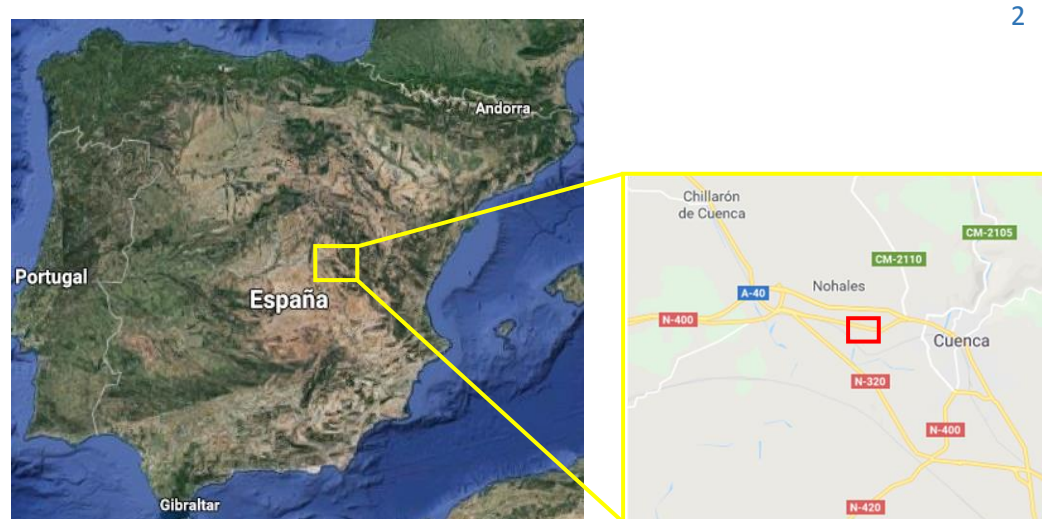 2
Andorra
Portugal
España
Gibraltar
Chillarón
de Cuenca
CM-2105
CM-2110
Nohales
A-40
N-400
Cuenca
N-320
N-400
N-420